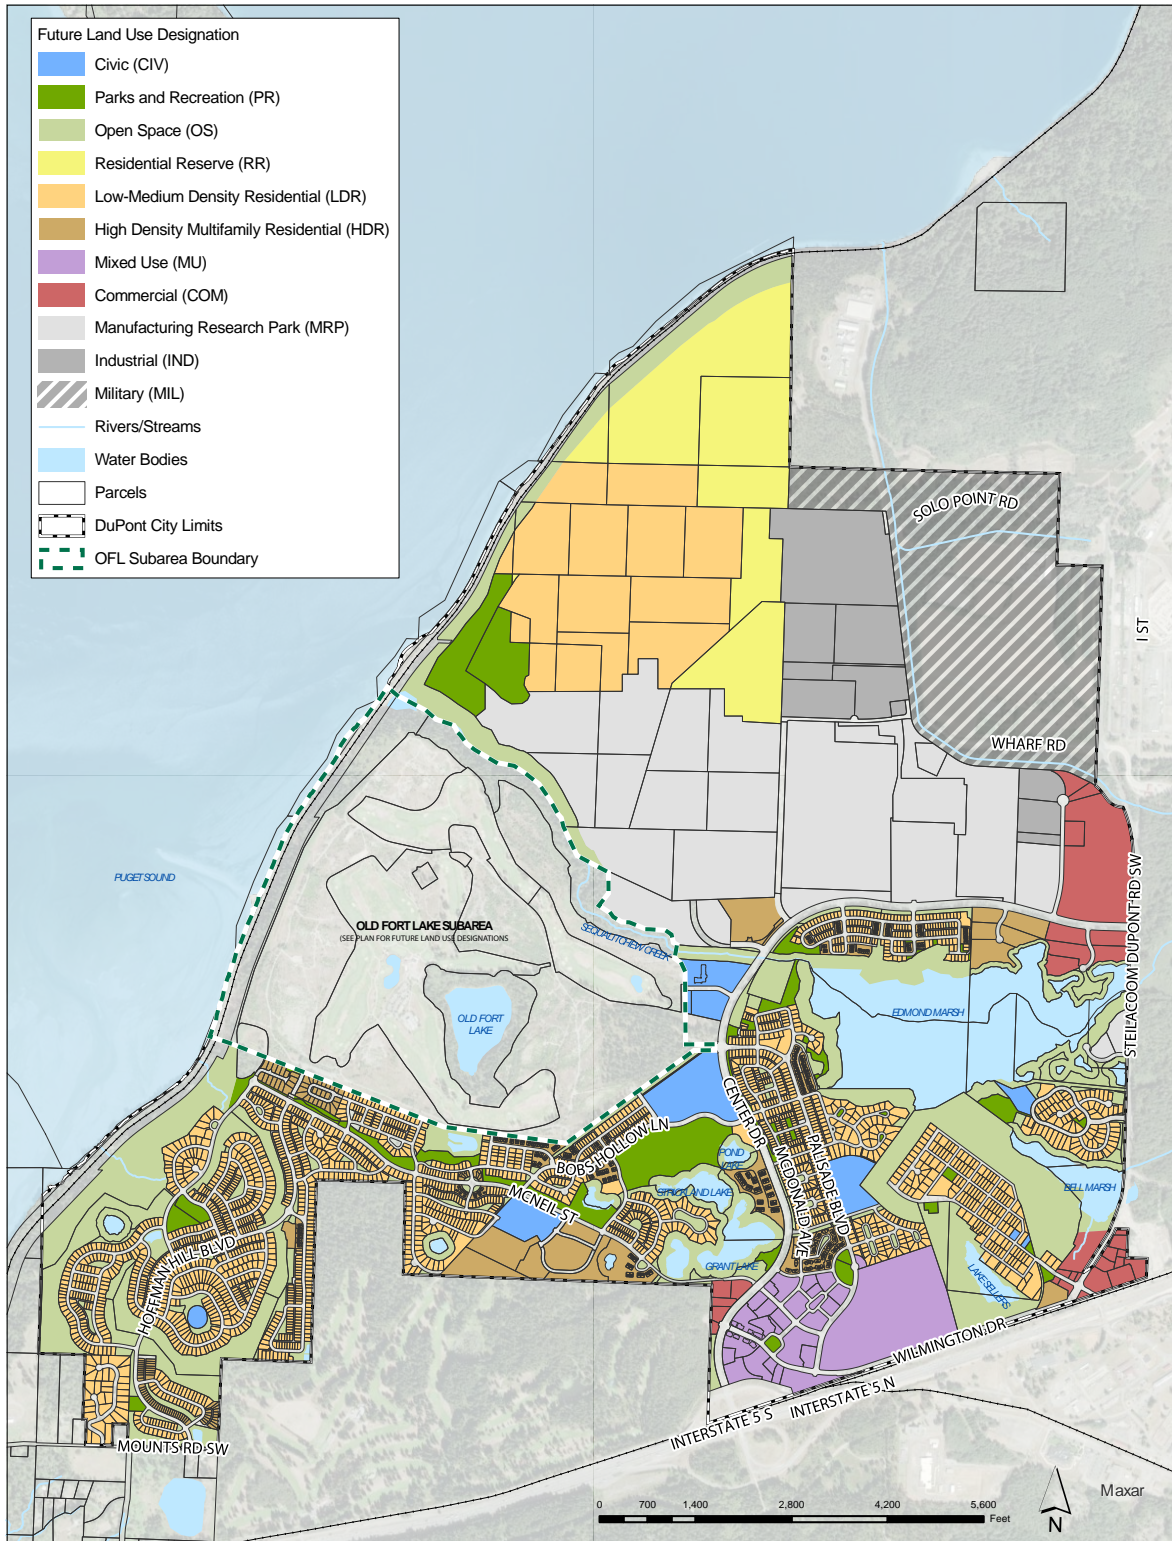 Future Land Use Designation
Civic (CIV)
Parks and Recreation (PR)
Open Space (OS)
Residential Reserve (RR)
Low-Medium Density Residential (LDR)
High Density Multifamily Residential (HDR)
Mixed Use (MU)
Commercial (COM)
Manufacturing Research Park (MRP)
Industrial (IND)
Military (MIL)
Rivers/Streams
Water Bodies
Parcels
DuPont City Limits
OFL Subarea Boundary
SOLO POINT RD
I ST
WHARF RD
PUGET SOUND
OLD FORT LAKE SUBAREA
(SEE PLAN FOR FUTURE LAND USE DESIGNATIONS
SEQUALITCHEW CREEK
STEILACOOM DUPONT RD SW
OLD FORT
LAKE
EDMOND MARSH
CENTER DR
BOBS HOLLOW LN
PALISADE BLVD
MCDONALD AVE
POND
LAKE
MCNEIL ST
STRICKLAND LAKE
BELL MARSH
HOFFMAN HILL BLVD
GRANT LAKE
LAKE SELLERS
WILMINGTON DR
INTERSTATE 5 N
INTERSTATE 5 S
MOUNTS RD SW
Maxar
0 700 1,400 2,800 4,200 5,600
Feet
N